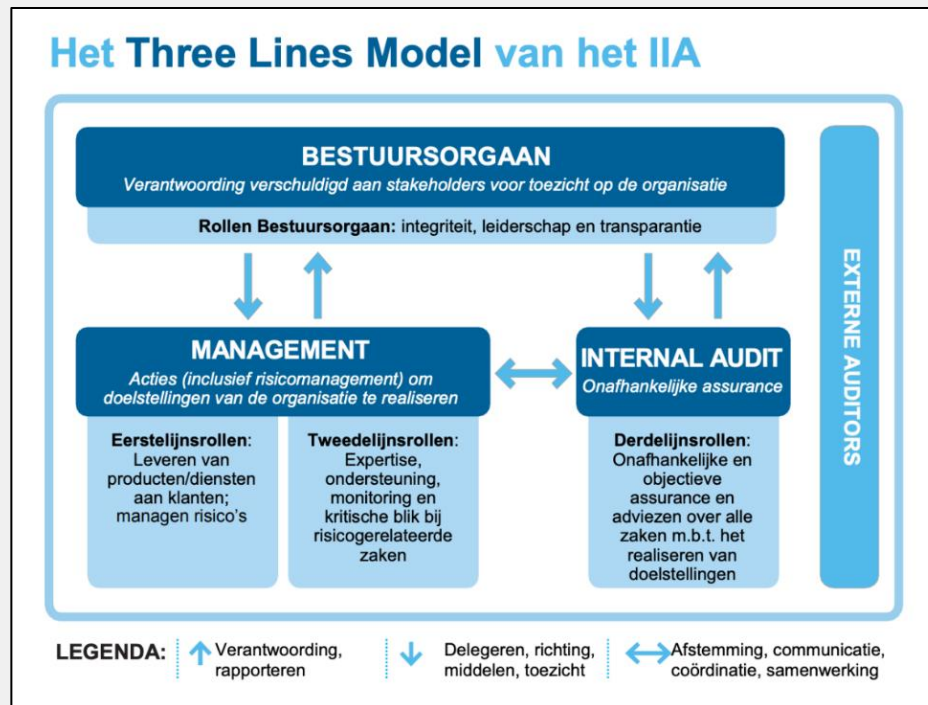 Het Three Lines Model van het IIA
BESTUURSORGAAN
Verantwoording verschuldigd aan stakeholders voor toezicht op de organisatie
Rollen Bestuursorgaan: integriteit, leiderschap en transparantie
MANAGEMENT
Acties (inclusief risicomanagement) om
doelstellingen van de organisatie te realiseren
Eerstelijnsrollen:
Leveren van
producten/diensten
aan klanten;
managen risico's
Tweedelijnsrollen:
Expertise,
ondersteuning,
monitoring en
kritische blik bij
risicogerelateerde
zaken
INTERNAL AUDIT
Onafhankelijke assurance
Derdelijnsrollen:
Onafhankelijke en
objectieve
assurance en
adviezen over alle
zaken m.b.t. het
realiseren van
doelstellingen
EXTERNE AUDITORS
LEGENDA:
Verantwoording,
rapporteren
Delegeren, richting,
middelen, toezicht
Afstemming, communicatie,
coördinatie, samenwerking